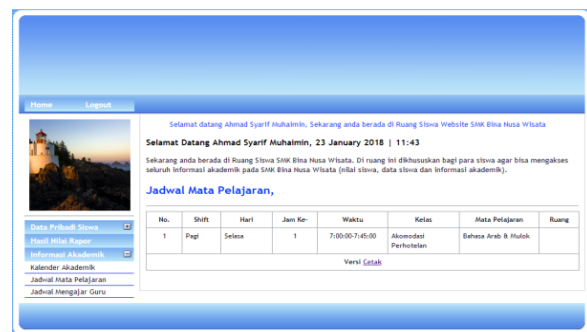 Home Logout
Selamat datang Ahmad Syarif Muhaimin, Sekarang anda berada di Ruang Siswa Website SMK Bina Nusa Wisata
Selamat Datang Ahmad Syarif Muhaimin, 23 January 2018 | 11:43
Sekarang anda berada di Ruang Siswa SMK Bina Nusa Wisata. Di ruang ini dikhususkan bagi para siswa agar bisa mengakses
seluruh informasi akademik pada SMK Bina Nusa Wisata (nilai siswa, data siswa dan informasi akademik).
Jadwal Mata Pelajaran,
No. Shift Hari Jam Ke- Waktu Kelas Mata Pelajaran Ruang
1 Pagi Selasa 1 7:00:00-7:45:00 Akomodasi Bahasa Arab & Mulok
Perhotelan
Versi Cetak
Data Pribadi Siswa
Hasil Nilai Rapor
Informasi Akademik
Kalender Akademik
Jadwal Mata Pelajaran
Jadwal Mengajar Guru